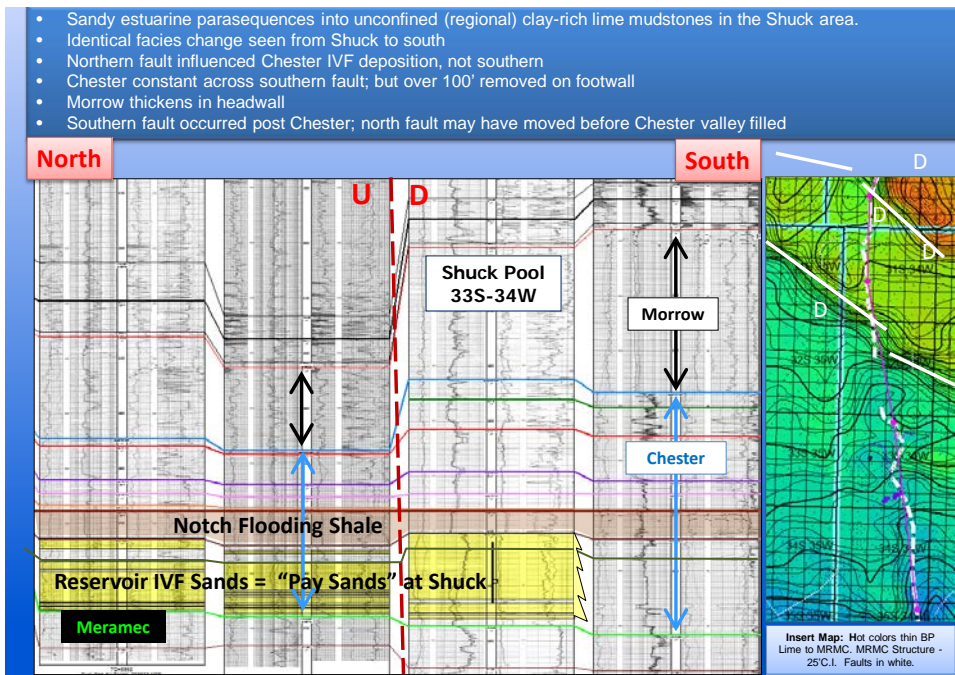 • Sandy estuarine parasequences into unconfined (regional) clay-rich lime mudstones in the Shuck area.
• Identical facies change seen from Shuck to south
• Northern fault influenced Chester IVF deposition, not southern
• Chester constant across southern fault; but over 100' removed on footwall
• Morrow thickens in headwall
• Southern fault occurred post Chester; north fault may have moved before Chester valley filled
North
South
U D
D
D
D
D
Shuck Pool
33S-34W
Morrow
Chester
Notch Flooding Shale
Reservoir IVF Sands = "Pay Sands" at Shuck
Meramec
Insert Map: Hot colors thin BP
Lime to MRMC. MRMC Structure -
25'C.I. Faults in white.